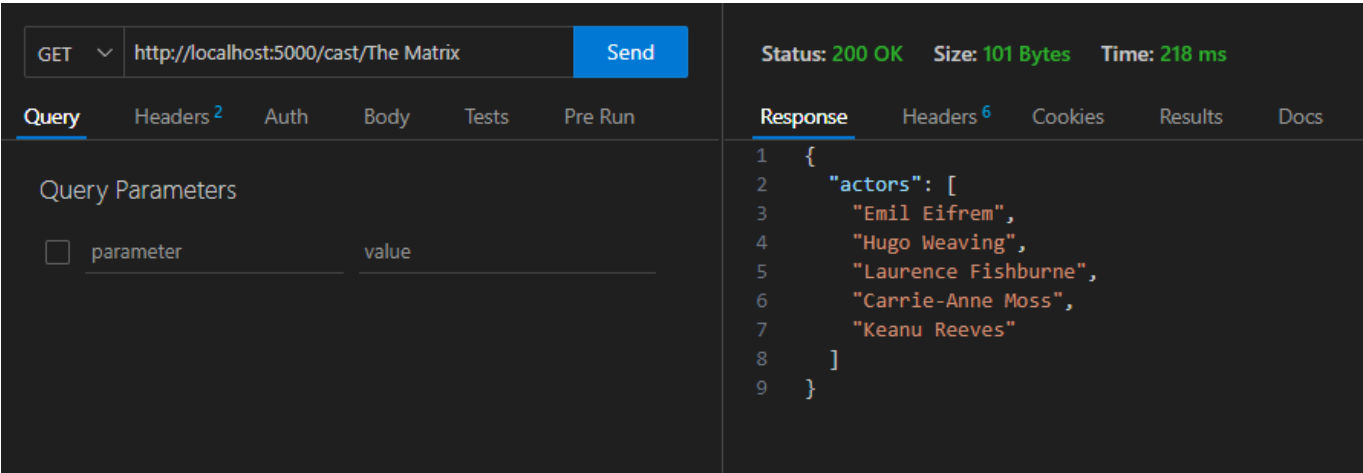 GET http://localhost:5000/cast/The Matrix Send
Query Headers 2 Auth Body Tests Pre Run
Query Parameters
parameter value
Status: 200 OK Size: 101 Bytes Time: 218 ms
Response Headers 6 Cookies Results Docs
1 {
2 "actors": [
3 "Emil Eifrem",
4 "Hugo Weaving",
5 "Laurence Fishburne",
6 "Carrie-Anne Moss",
7 "Keanu Reeves"
8 ]
9 }